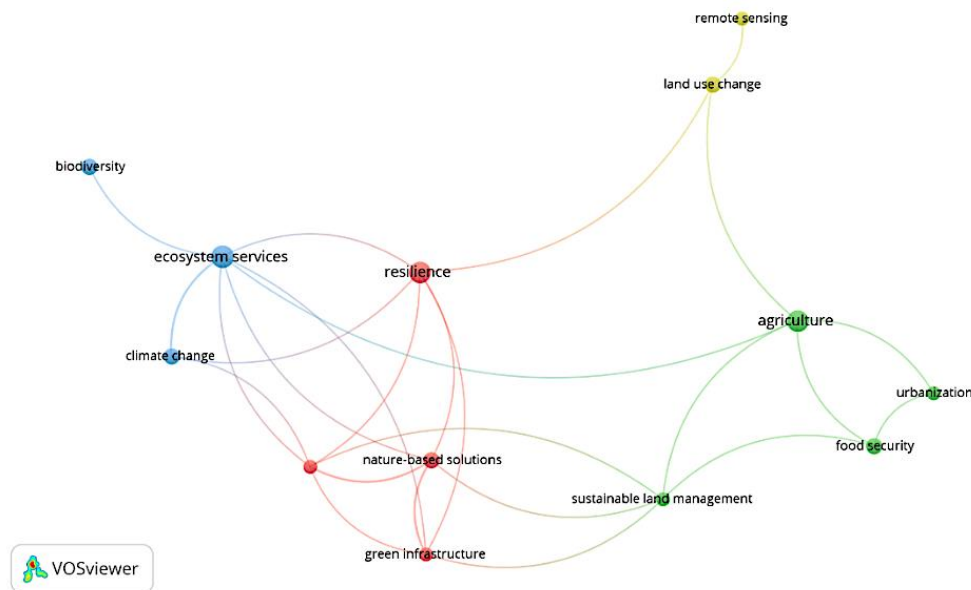 remote sensing
land use change
biodiversity
ecosystem services
resilience
agriculture
climate change
urbanization
food security
nature-based solutions
sustainable land management
green infrastructure
VOSviewer